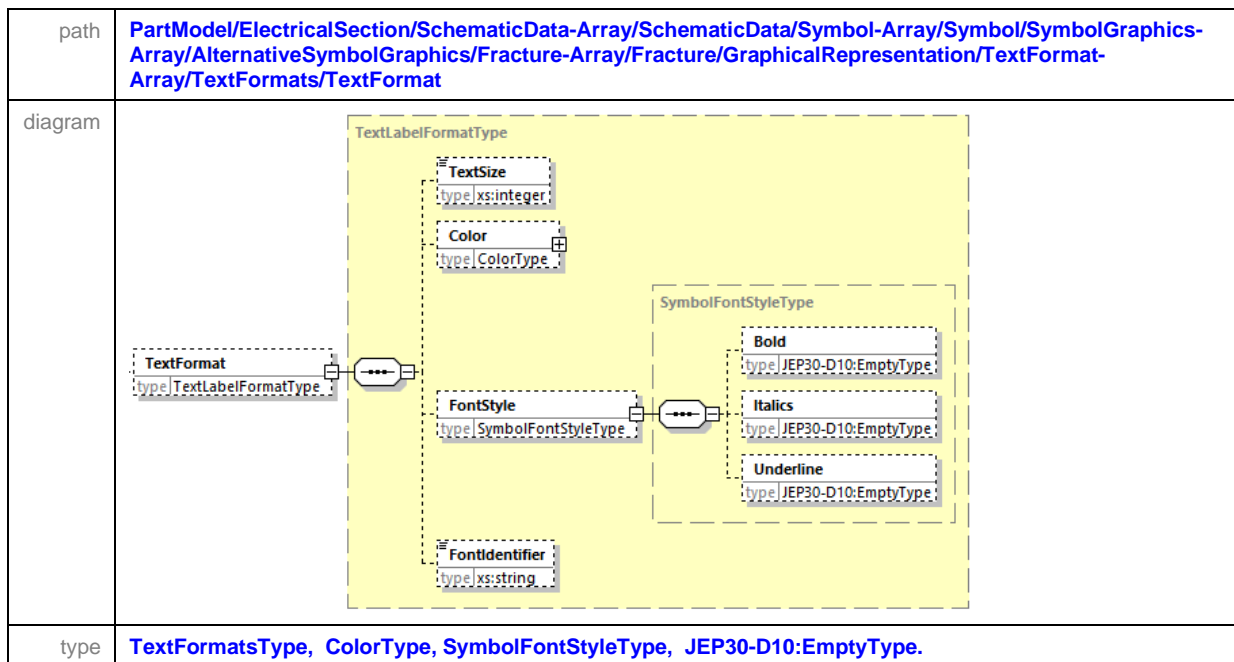 path
PartModel/ElectricalSection/SchematicData-Array/SchematicData/Symbol-Array/Symbol/SymbolGraphics-
Array/AlternativeSymbolGraphics/Fracture-Array/Fracture/GraphicalRepresentation/TextFormat-
Array/TextFormats/TextFormat
diagram
TextLabelFormatType
TextSize
type xs:integer
Color
type ColorType
SymbolFontStyleType
Bold
type JEP30-D10:EmptyType
TextFormat
type TextLabelFormatType
FontStyle
type SymbolFontStyleType
Italics
type JEP30-D10:EmptyType
Underline
type JEP30-D10:EmptyType
FontIdentifier
type xs:string
type
TextFormatsType, ColorType, SymbolFontStyleType, JEP30-D10:EmptyType.